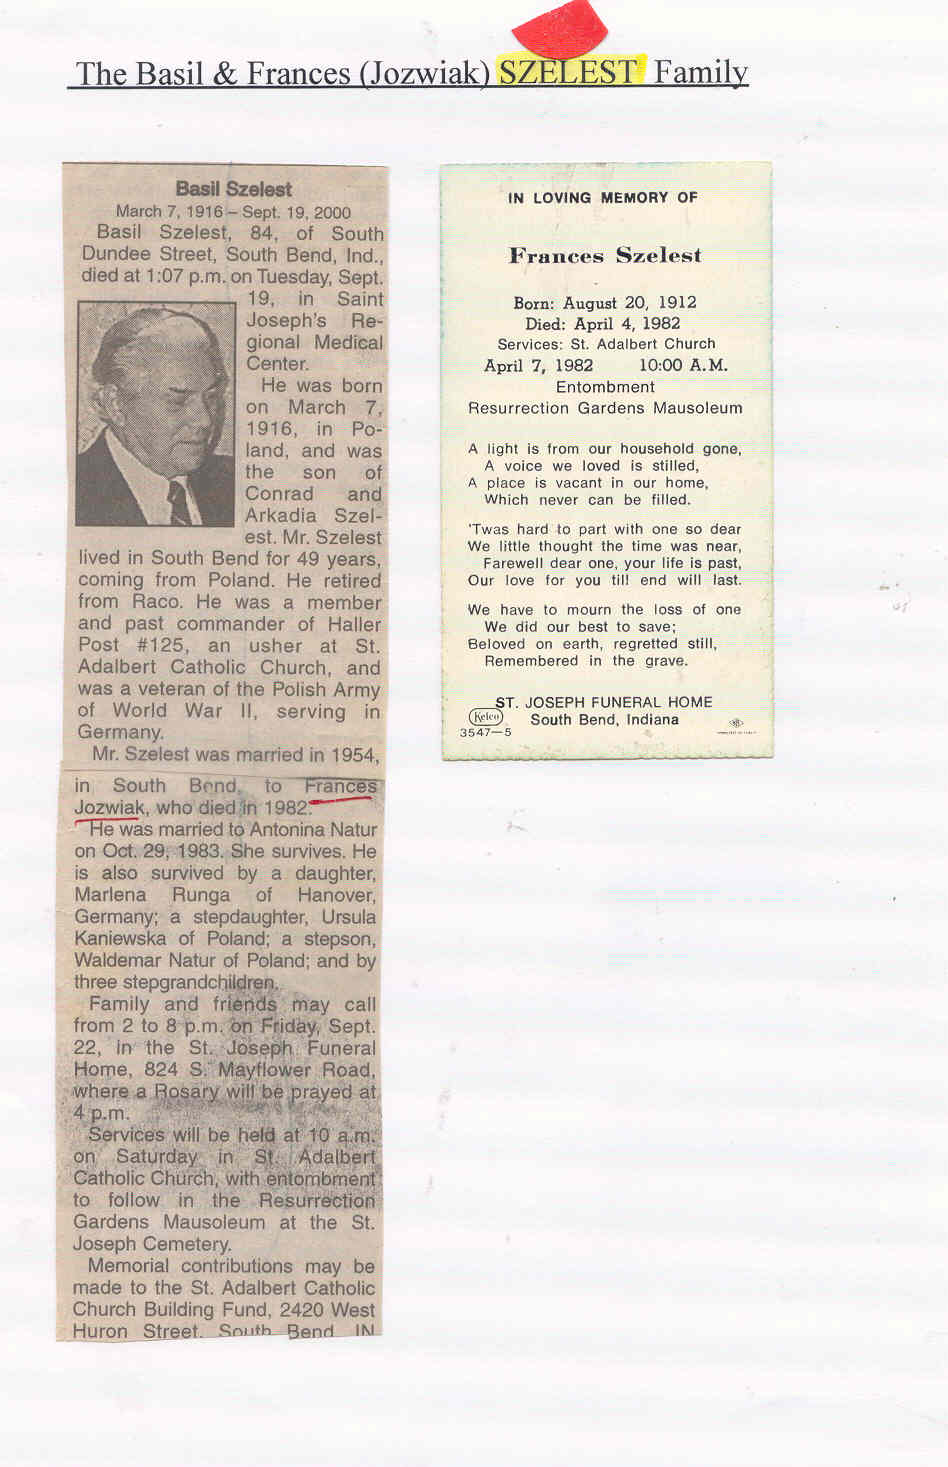 The Basil & Frances (Jozwiak) SZELEST Family
Basil Szelest
March 7, 1916 – Sept. 19, 2000
Basil Szelest, 84, of South
Dundee Street, South Bend, Ind.,
died at 1:07 p.m. on Tuesday, Sept.
19, in Saint
Joseph's Re-
gional Medical
Center.
He was born
on March 7,
1916, in Po-
land, and was
the son of
Conrad and
Arkadia Szel-
est. Mr. Szelest
lived in South Bend for 49 years,
coming from Poland. He retired
from Raco. He was a member
and past commander of Haller
Post #125, an usher at St.
Adalbert Catholic Church, and
was a veteran of the Polish Army
of World War II, serving in
Germany.
Mr. Szelest was married in 1954,
in South Bend, to Frances
Jozwiak, who died in 1982.
He was married to Antonina Natur
on Oct. 29, 1983. She survives. He
is also survived by a daughter,
Marlena Runga of Hanover,
Germany; a stepdaughter, Ursula
Kaniewska of Poland; a stepson,
Waldemar Natur of Poland; and by
three stepgrandchildren.
Family and friends may call
from 2 to 8 p.m. on Friday, Sept.
22, in the St. Joseph Funeral
Home, 824 S. Mayflower Road,
where a Rosary will be prayed at
4 p.m.
Services will be held at 10 a.m.
on Saturday in St. Adalbert
Catholic Church, with entombment
to follow in the Resurrection
Gardens Mausoleum at the St.
Joseph Cemetery.
Memorial contributions may be
made to the St. Adalbert Catholic
Church Building Fund, 2420 West
Huron Street, South Bend, IN
IN LOVING MEMORY OF
Frances Szelest
Born: August 20, 1912
Died: April 4, 1982
Services: St. Adalbert Church
April 7, 1982 10:00 A.M.
Entombment
Resurrection Gardens Mausoleum
A light is from our household gone,
A voice we loved is stilled,
A place is vacant in our home,
Which never can be filled.
'Twas hard to part with one so dear
We little thought the time was near,
Farewell dear one, your life is past,
Our love for you till end will last.
We have to mourn the loss of one
We did our best to save;
Beloved on earth, regretted still,
Remembered in the grave.
ST. JOSEPH FUNERAL HOME
Kelco South Bend, Indiana
3547—5